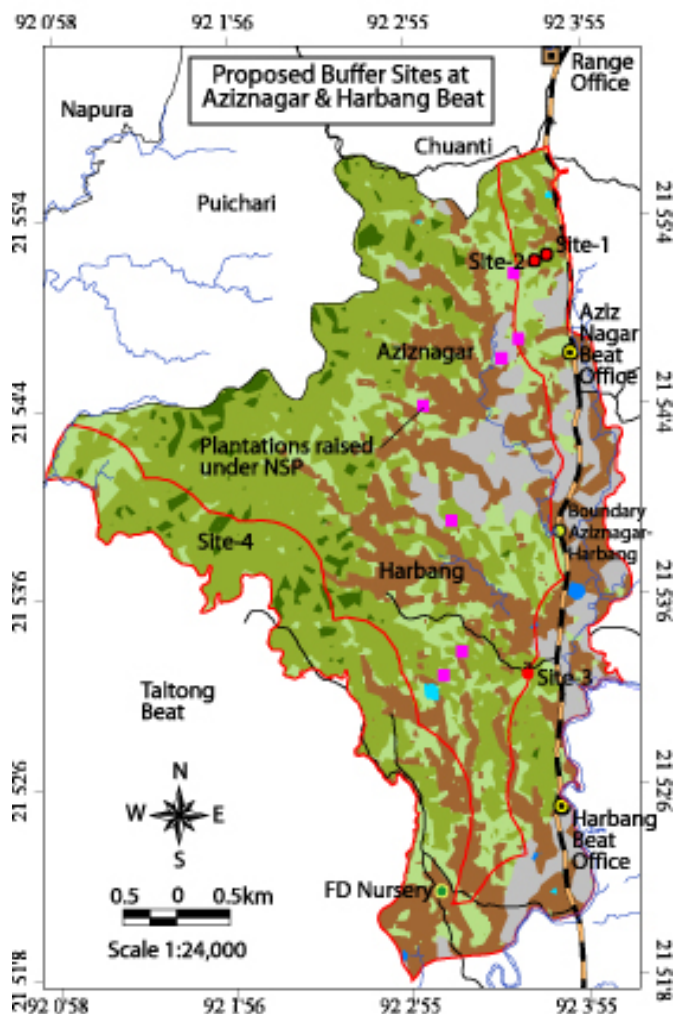 92 0'58 92 1'56 92 2'55 92 3'55
Proposed Buffer Sites at
Aziznagar & Harbang Beat
Range
Office
Napura
Chuanti
Puichari
21 55'4
21 55'4
Site-1
Site-2
Aziznagar
Aziz
Nagar
Beat
Office
21 54'4
21 54'4
Plantations raised
under NSP
Boundary
Aziznagar-
Harbang
Site-4
Harbang
21 53'6
21 53'6
Site-3
Taltong
Beat
21 52'6
21 52'6
N
W E
S
Harbang
Beat
Office
0.5 0 0.5km
FD Nursery
Scale 1:24,000
21 51'8
21 51'8
92 0'58 92 1'56 92 2'55 92 3'55